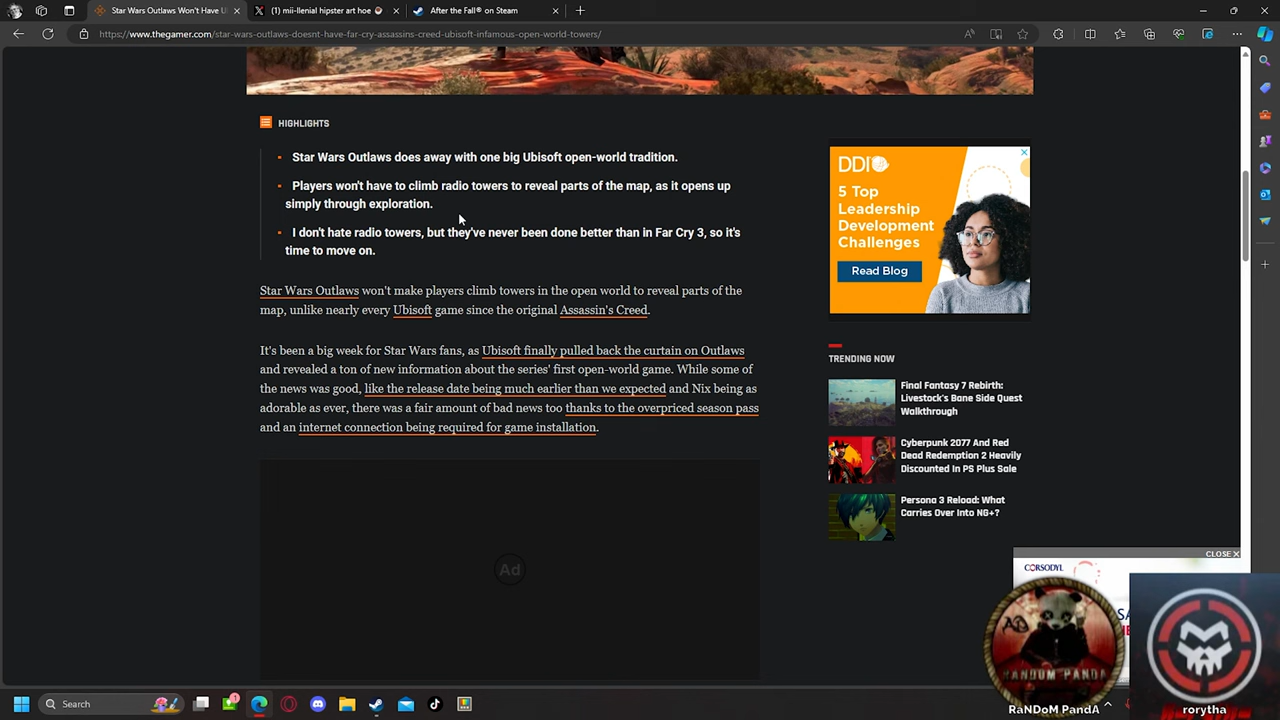 Star Wars Outlaws Won't Have U
(1) mii-llenial hipster art hoe
After the Fall® on Steam
https://www.thegamer.com/star-wars-outlaws-doesnt-have-far-cry-assassins-creed-ubisoft-infamous-open-world-towers/
HIGHLIGHTS
Star Wars Outlaws does away with one big Ubisoft open-world tradition.
Players won't have to climb radio towers to reveal parts of the map, as it opens up
simply through exploration.
I don't hate radio towers, but they've never been done better than in Far Cry 3, so it's
time to move on.
Star Wars Outlaws won't make players climb towers in the open world to reveal parts of the
map, unlike nearly every Ubisoft game since the original Assassin's Creed.
It's been a big week for Star Wars fans, as Ubisoft finally pulled back the curtain on Outlaws
and revealed a ton of new information about the series' first open-world game. While some of
the news was good, like the release date being much earlier than we expected and Nix being as
adorable as ever, there was a fair amount of bad news too thanks to the overpriced season pass
and an internet connection being required for game installation.
Ad
DDI
5 Top
Leadership
Development
Challenges
Read Blog
TRENDING NOW
Final Fantasy 7 Rebirth:
Livestock's Bane Side Quest
Walkthrough
Cyberpunk 2077 And Red
Dead Redemption 2 Heavily
Discounted In PS Plus Sale
Persona 3 Reload: What
Carries Over Into NG+?
CLOSE X
CORSODYL
RANDOM PANDA
RaNDoM PandA
rorytha
Search
1